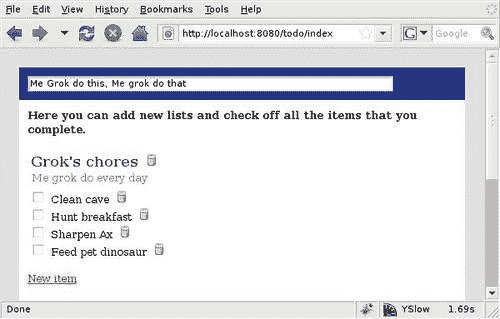 File Edit View History Bookmarks Tools Help
http://localhost:8080/todo/index
G Google
Me Grok do this, Me grok do that
Here you can add new lists and check off all the items that you
complete.
Grok's chores
Me grok do every day
Clean cave
Hunt breakfast
Sharpen Ax
Feed pet dinosaur
New item
Done YSlow 1.69s